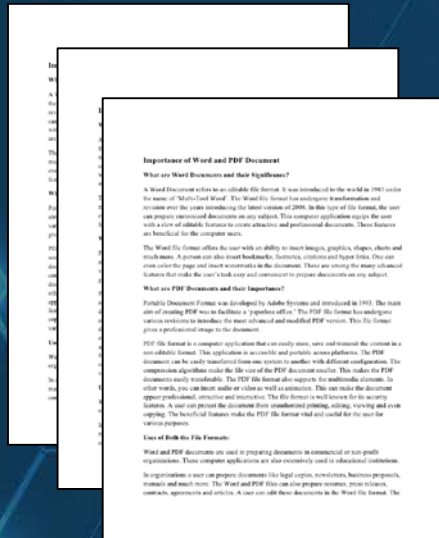 Importance of Word and PDF Document
What are Word Documents and their Significance?
A Word Document refers to an editable file format. It was introduced to the world in 1983 under
the name of 'Multi-Tool Word'. The Word file format has undergone transformation and
revision over the years introducing the latest version of 2008. In this type of file format, the user
can prepare customized documents on any subject. This computer application equips the user
with a slew of editable features to create attractive and professional documents. These features
are beneficial for the computer users.
The Word file format offers the user with an ability to insert images, graphics, shapes, charts and
much more. A person can also insert bookmarks, footnotes, citations and hyper links. One can
even color the page and insert watermarks in the document. These are among the many advanced
features that make the user's task easy and convenient to prepare documents on any subject.
What are PDF Documents and their Importance?
Portable Document Format was developed by Adobe Systems and introduced in 1993. The main
aim of creating PDF was to facilitate a 'paperless office.' The PDF file format has undergone
various revisions to introduce the most advanced and modified PDF version. This file format
gives a professional image to the document.
PDF file format is a computer application that can easily store, save and transmit the content in a
non editable format. This application is accessible and portable across platforms. The PDF
document can be easily transferred from one system to another with different configuration. The
compression algorithms make the file size of the PDF document smaller. This makes the PDF
documents easily transferable. The PDF file format also supports the multimedia elements. In
other words, you can insert audio or video as well as animation. This can make the document
appear professional, attractive and interactive. The file format is well known for its security
features. A user can protect the document from unauthorized printing, editing, viewing and even
copying. The beneficial features make the PDF file format vital and useful for the user for
various purposes.
Uses of Both the File Formats:
Word and PDF documents are used in preparing documents in commercial or non-profit
organizations. These computer applications are also extensively used in educational institutions.
In organizations a user can prepare documents like legal copies, newsletters, business proposals,
manuals and much more. The Word and PDF files can also prepare resumes, press releases,
contracts, agreements and articles. A user can edit these documents in the Word file format. The